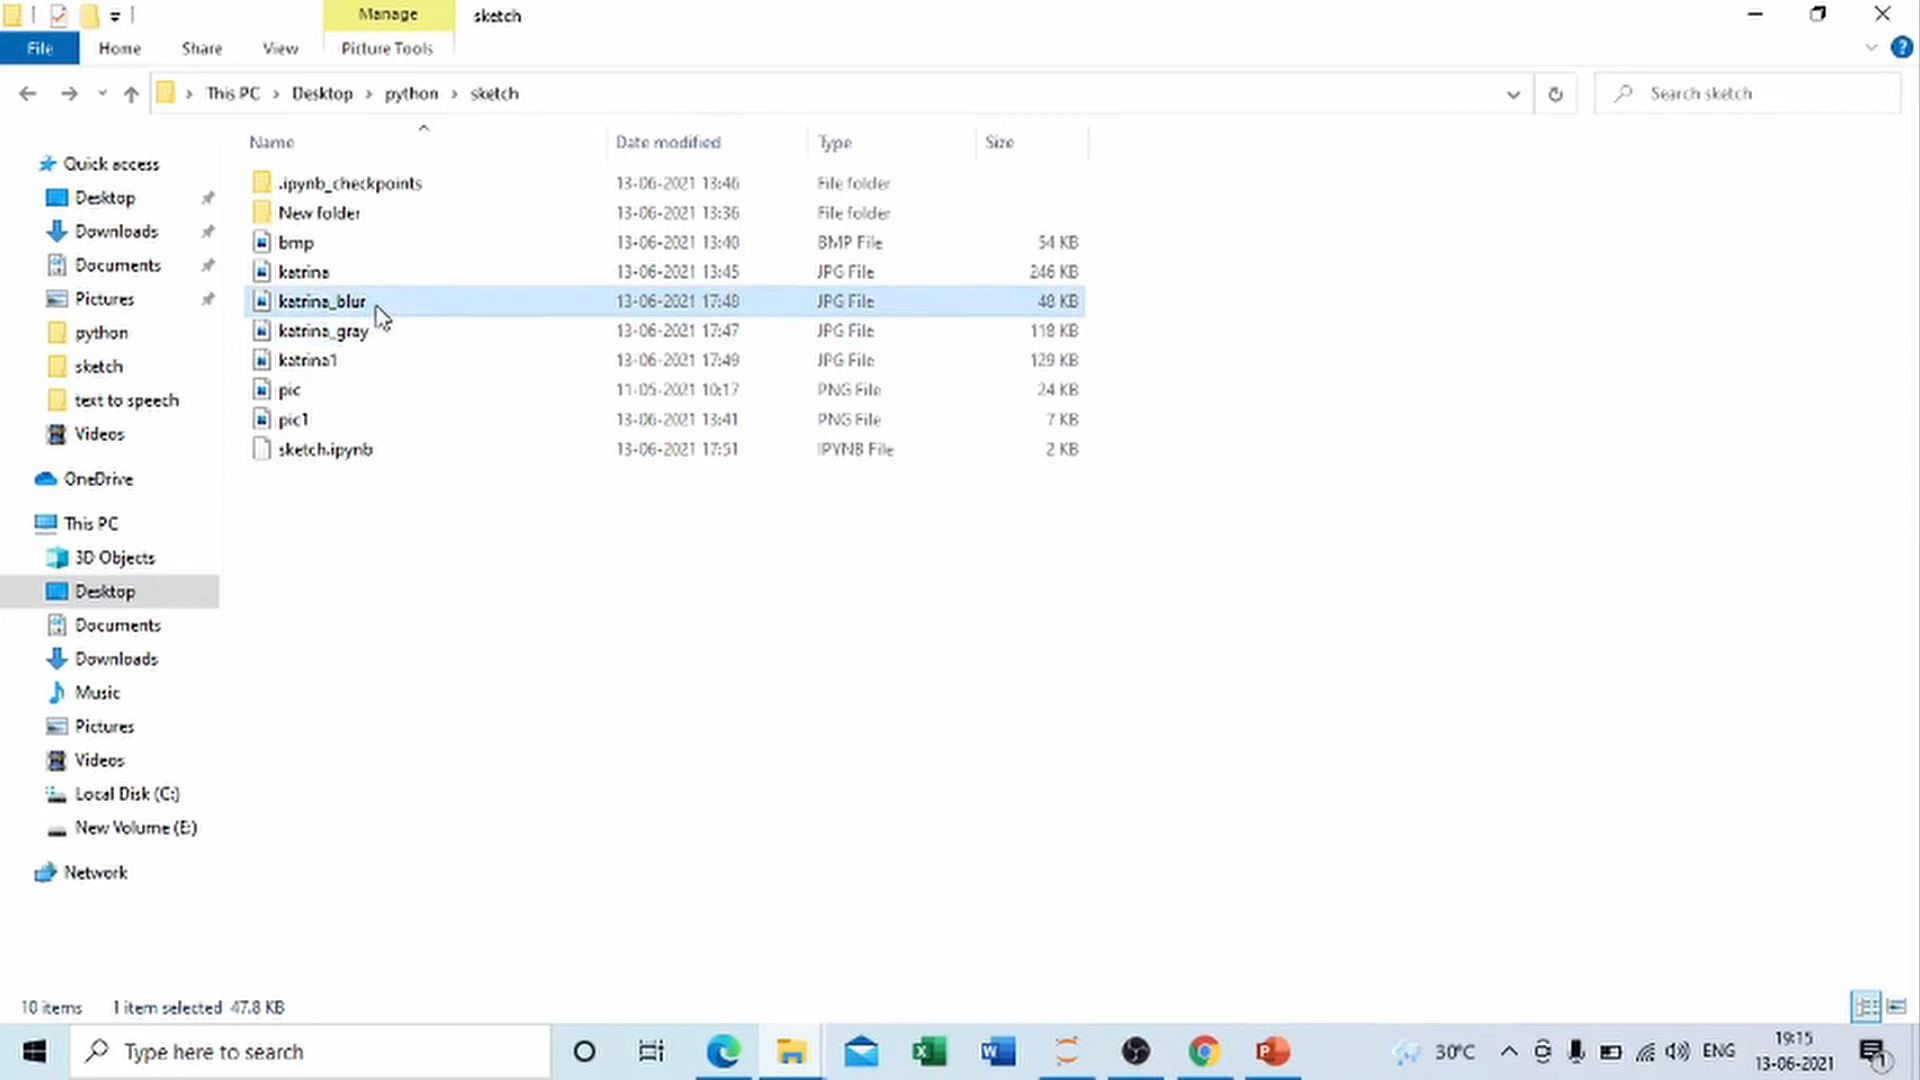 Manage sketch
File Home Share View Picture Tools
This PC Desktop python sketch Search sketch
Name Date modified Type Size
Quick access
Desktop
Downloads
Documents
Pictures
python
sketch
text to speech
Videos
OneDrive
This PC
3D Objects
Desktop
Documents
Downloads
Music
Pictures
Videos
Local Disk (C:)
New Volume (E:)
Network
.ipynb_checkpoints 13-06-2021 13:46 File folder
New folder 13-06-2021 13:36 File folder
bmp 13-06-2021 13:40 BMP File 54 KB
katrina 13-06-2021 13:45 JPG File 246 KB
katrina_blur 13-06-2021 17:48 JPG File 48 KB
katrina_gray 13-06-2021 17:47 JPG File 118 KB
katrina1 13-06-2021 17:49 JPG File 129 KB
pic 11-05-2021 10:17 PNG File 24 KB
pic1 13-06-2021 13:41 PNG File 7 KB
sketch.ipynb 13-06-2021 17:51 IPYNB File 2 KB
10 items 1 item selected 47.8 KB
Type here to search 30°C ENG 19:15
13-06-2021 1